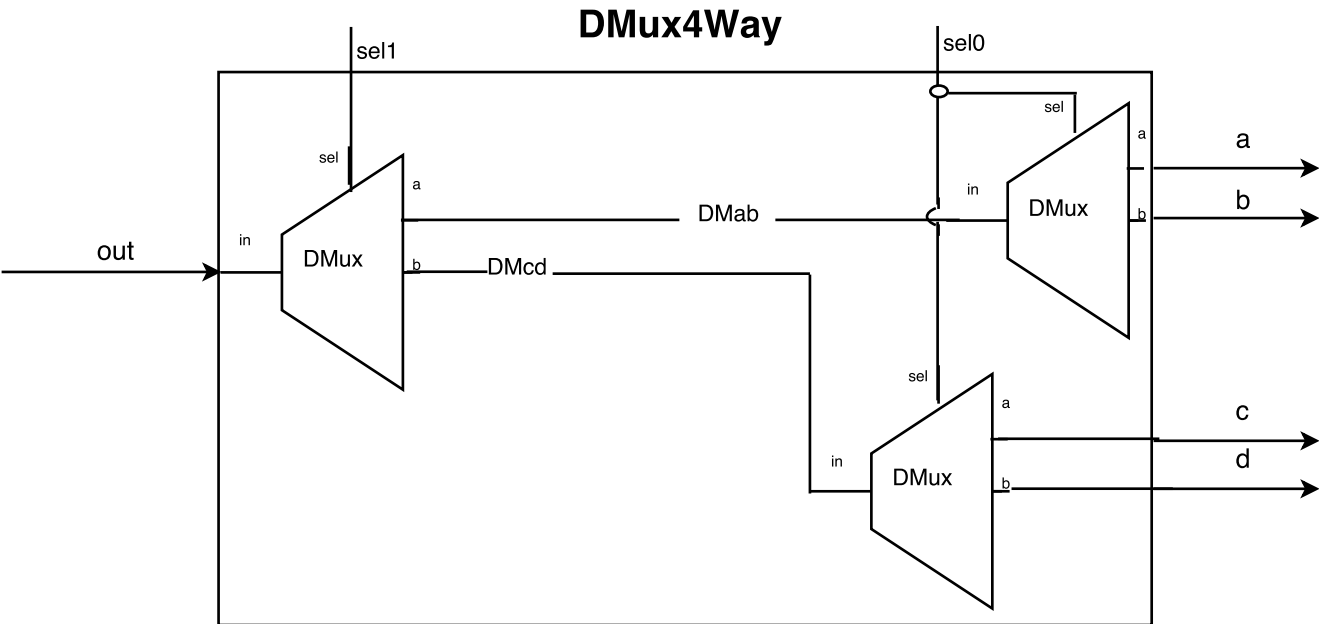 DMux4Way
sel1
sel0
sel
a
a
sel
in
DMux
b
b
a
DMab
in
DMux
b
out
DMcd
sel
a
c
in
DMux
b
d